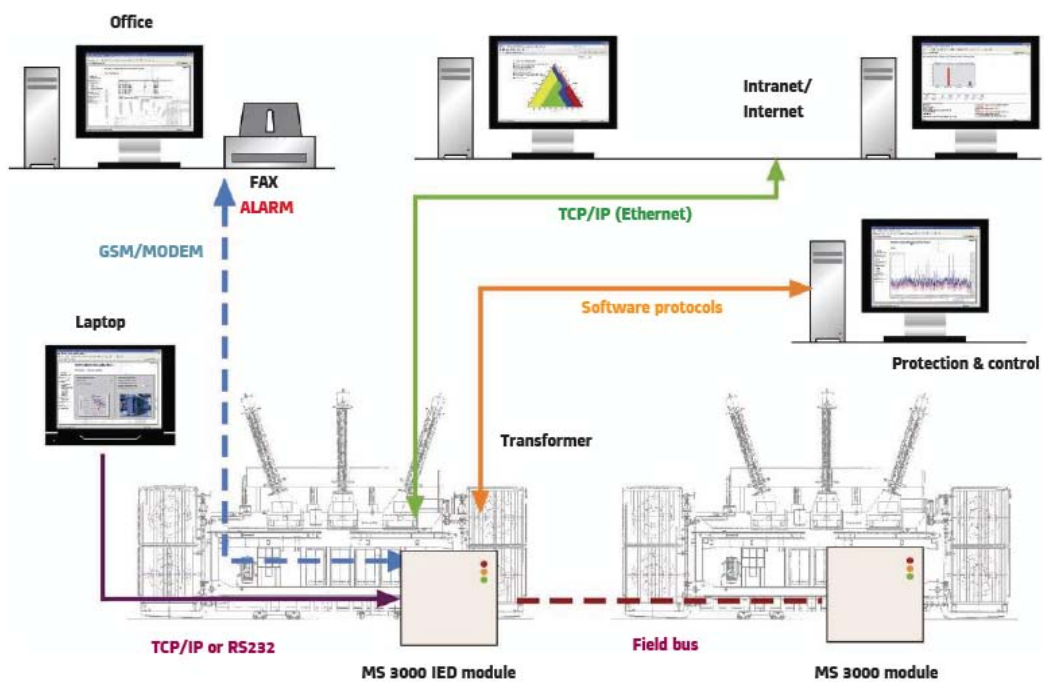 Office
Intranet/
Internet
FAX
ALARM
TCP/IP (Ethernet)
GSM/MODEM
Software protocols
Laptop
Protection & control
Transformer
TCP/IP or RS232
Field bus
MS 3000 IED module
MS 3000 module